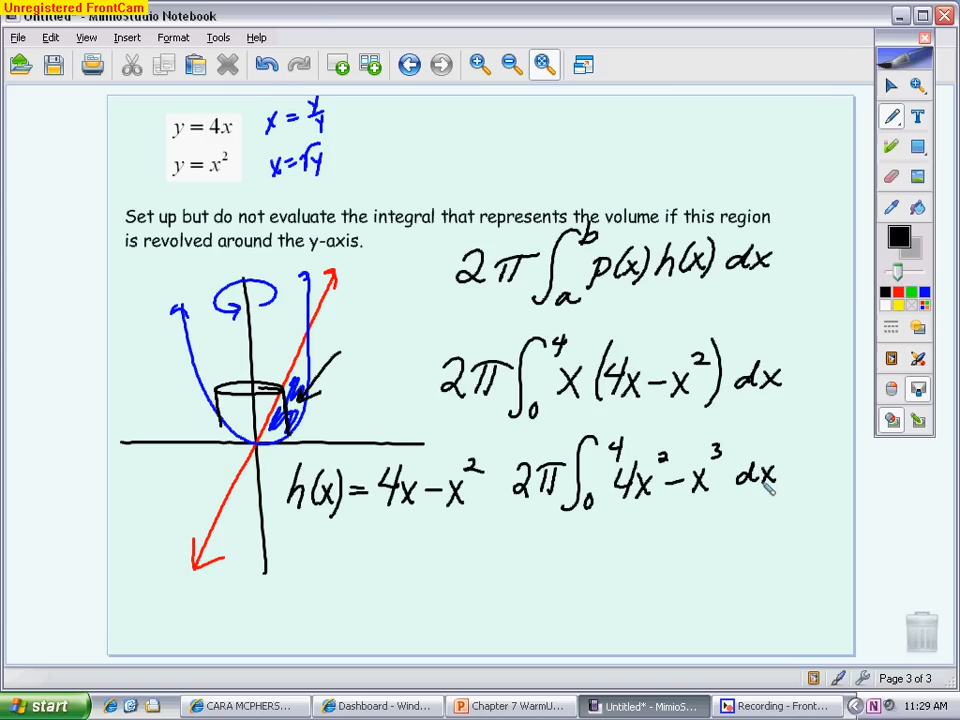 Unregistered FrontCam
Untitled* - MimioStudio Notebook
File Edit View Insert Format Tools Help
y = 4x
x = y/y
y = x²
x = √y
Set up but do not evaluate the integral that represents the volume if this region
is revolved around the y-axis.
2π ∫ₐᵇ p(x) h(x) dx
2π ∫₀⁴ x (4x − x²) dx
h(x) = 4x − x²
2π ∫₀⁴ 4x² − x³ dx
Page 3 of 3
start
CARA MCPHERS...
Dashboard - Wind...
Chapter 7 WarmU...
Untitled* - MimioS...
Recording - Front...
11:29 AM